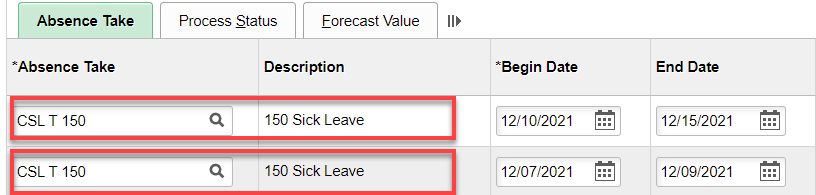 Absence Take Process Status Forecast Value
*Absence Take Description *Begin Date End Date
CSL T 150 150 Sick Leave 12/10/2021 12/15/2021
CSL T 150 150 Sick Leave 12/07/2021 12/09/2021